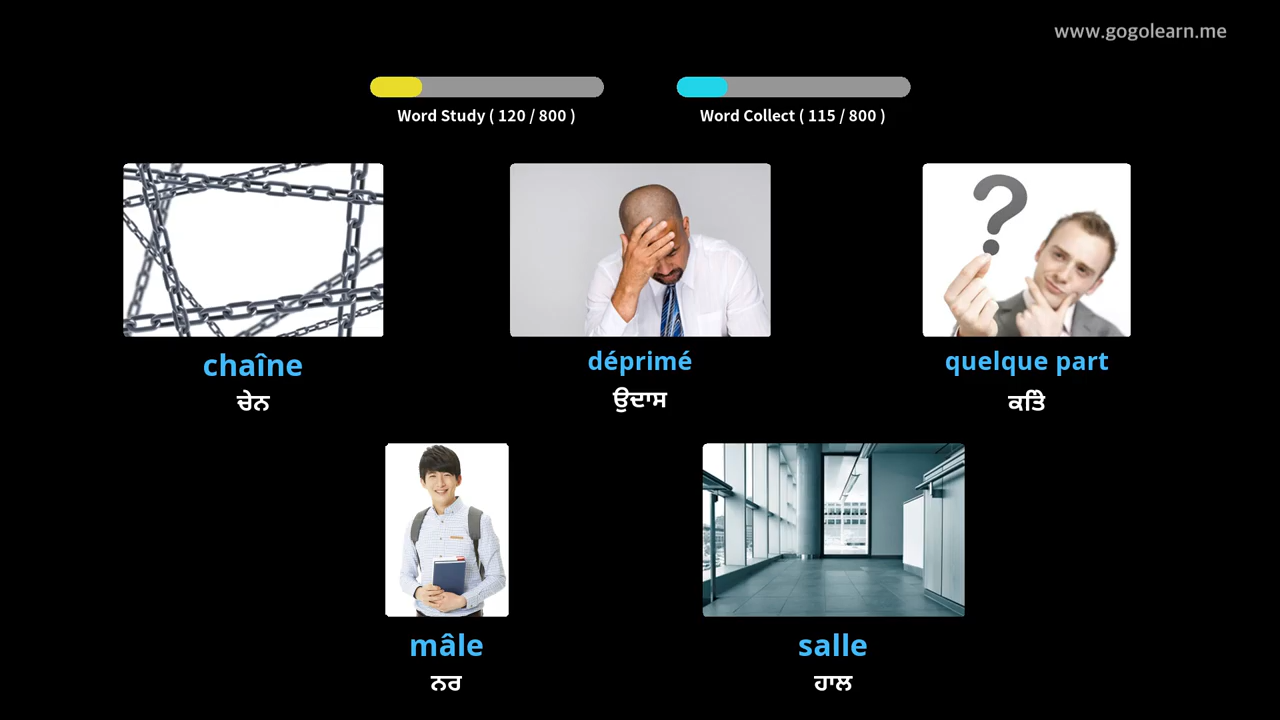 www.gogolearn.me
Word Study ( 120 / 800 )
Word Collect ( 115 / 800 )
chaîne
ਚੇਨ
déprimé
ਉਦਾਸ
quelque part
ਕਤਿੇ
mâle
ਨਰ
salle
ਹਾਲ